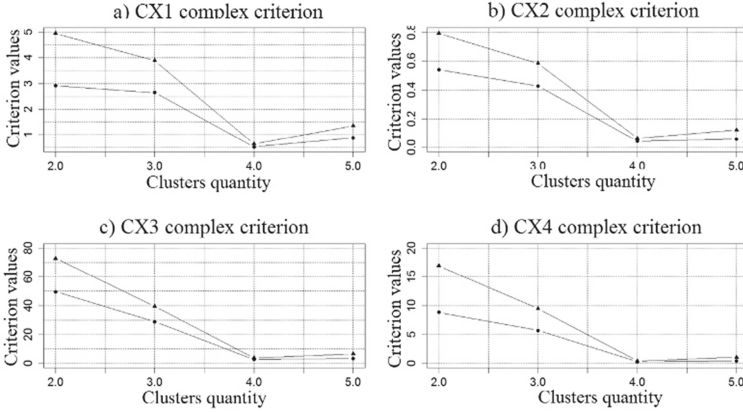 a) CX1 complex criterion
Criterion values
5
4
3
2
1
2.0 3.0 4.0 5.0
Clusters quantity
b) CX2 complex criterion
Criterion values
0.8
0.6
0.4
0.2
0.0
2.0 3.0 4.0 5.0
Clusters quantity
c) CX3 complex criterion
Criterion values
80
60
40
20
0
2.0 3.0 4.0 5.0
Clusters quantity
d) CX4 complex criterion
Criterion values
20
15
10
5
0
2.0 3.0 4.0 5.0
Clusters quantity